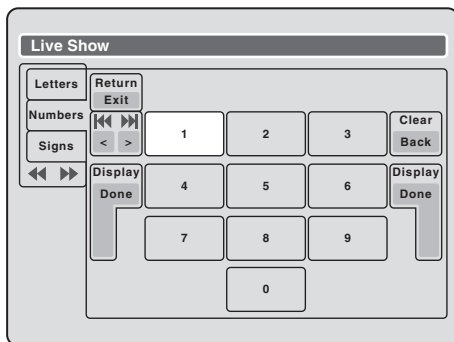 Live Show
Letters
Return
Exit
Numbers
< >
1
2
3
Clear
Back
Signs
Display
Done
4
5
6
Display
Done
7
8
9
0